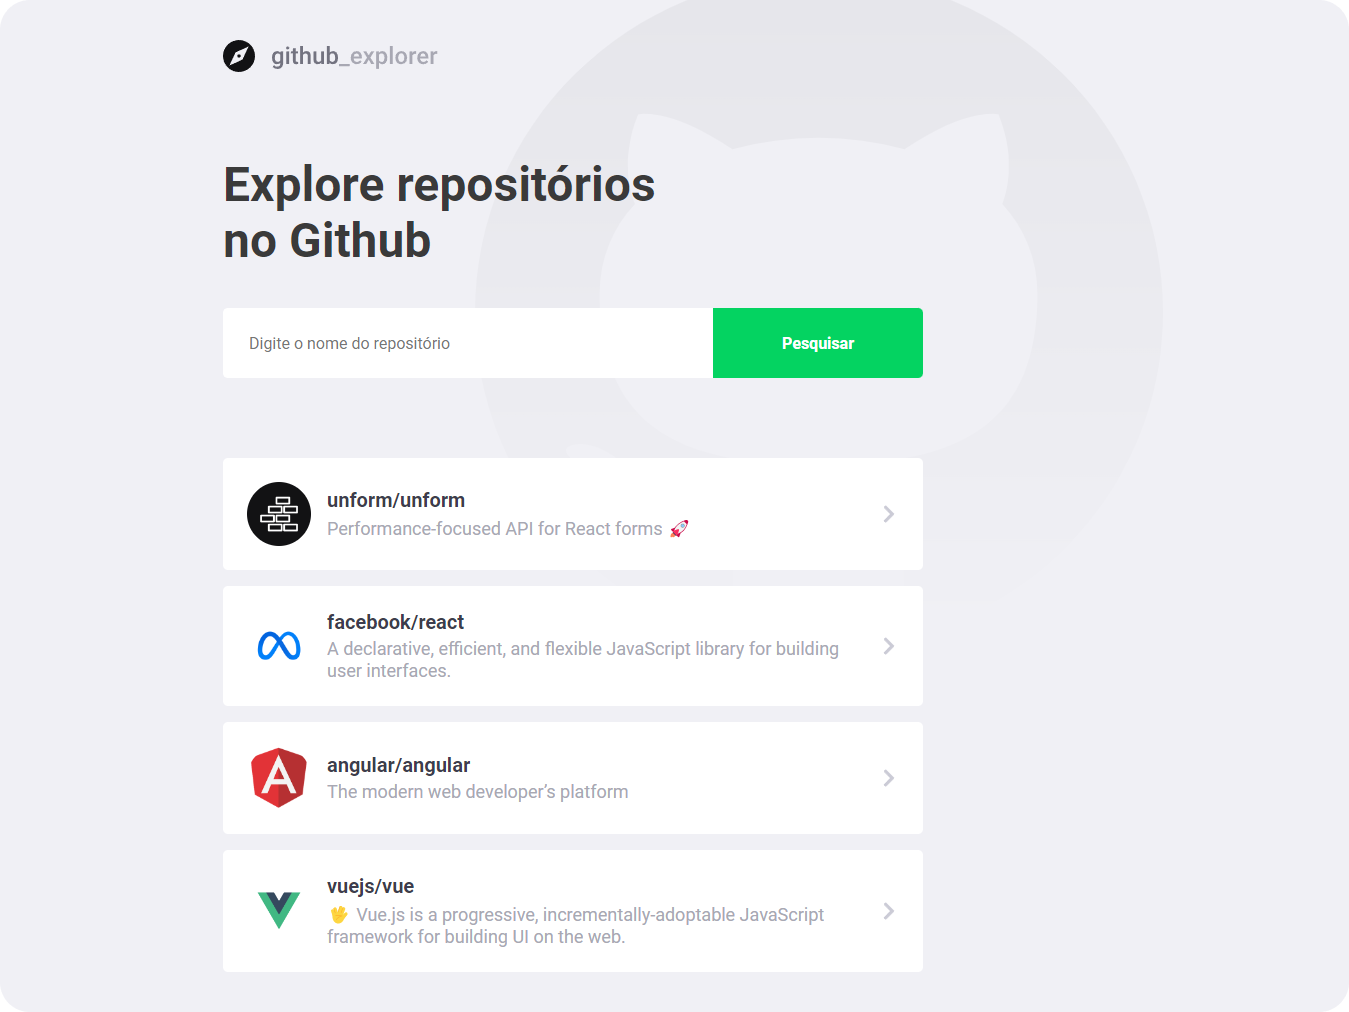 github_explorer
Explore repositórios
no Github
Digite o nome do repositório
Pesquisar
unform/unform
Performance-focused API for React forms 🚀
facebook/react
A declarative, efficient, and flexible JavaScript library for building
user interfaces.
angular/angular
The modern web developer’s platform
vuejs/vue
🖖 Vue.js is a progressive, incrementally-adoptable JavaScript
framework for building UI on the web.